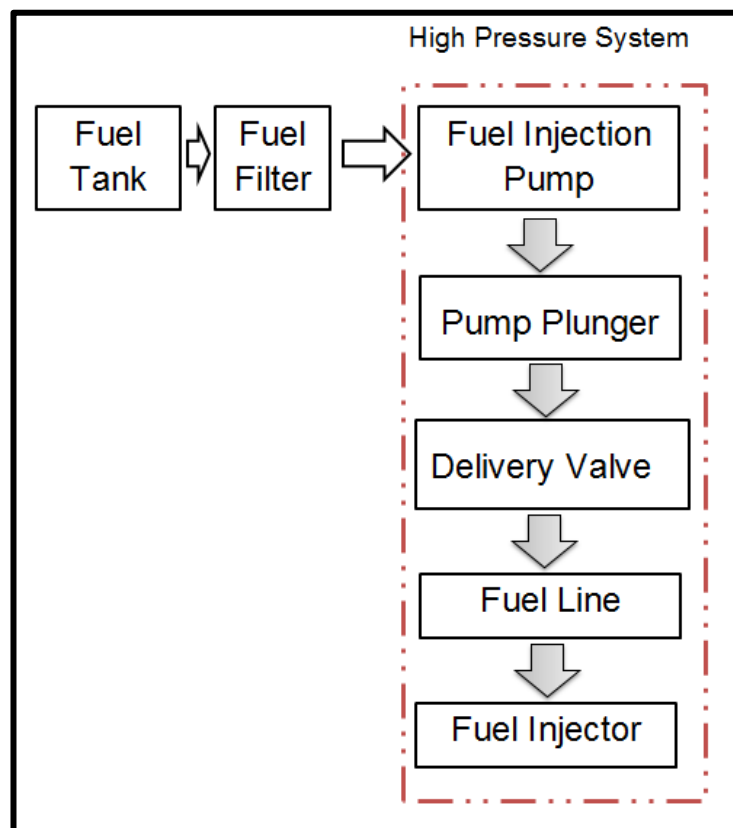 High Pressure System
Fuel
Tank
Fuel
Filter
Fuel Injection
Pump
Pump Plunger
Delivery Valve
Fuel Line
Fuel Injector